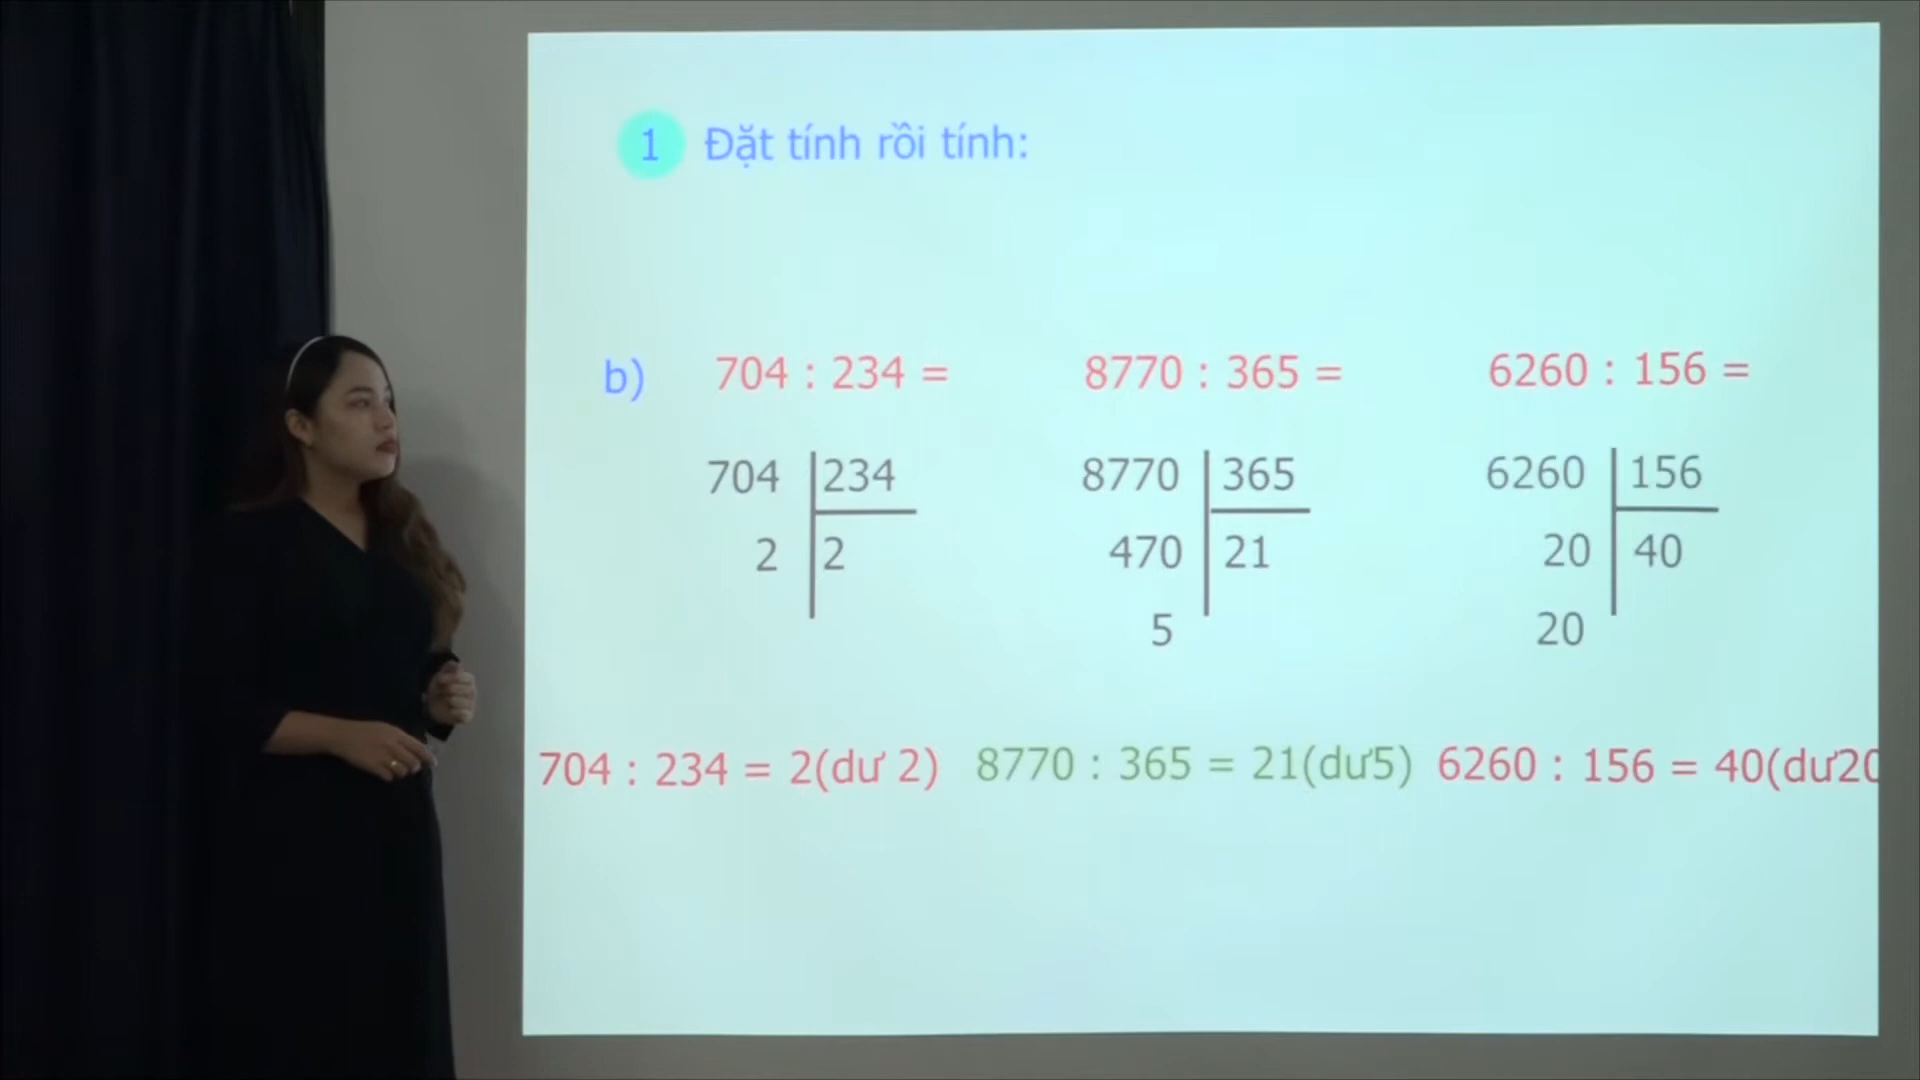 1 Đặt tính rồi tính:
b) 704 : 234 = 8770 : 365 = 6260 : 156 =
704 234 8770 365 6260 156
2 2 470 21 20 40
5 20
704 : 234 = 2(dư 2) 8770 : 365 = 21(dư5) 6260 : 156 = 40(dư20